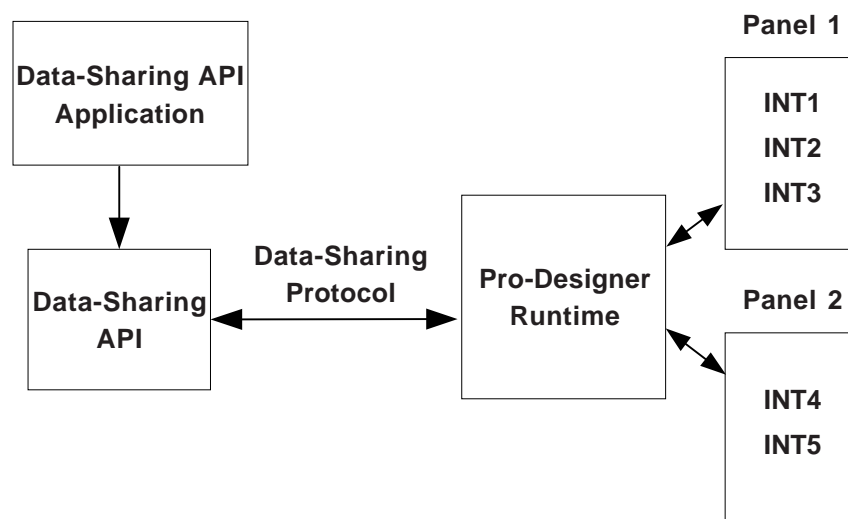 Data-Sharing API
Application
Data-Sharing
API
Data-Sharing
Protocol
Pro-Designer
Runtime
Panel 1
INT1
INT2
INT3
Panel 2
INT4
INT5